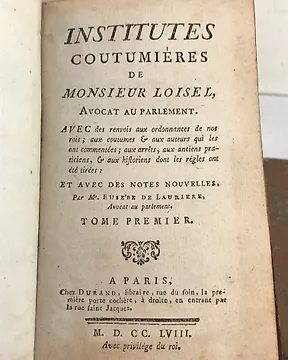 INSTITUTES
COUTUMIÉRES
DE
MONSIEUR LOISEL,
AVOCAT AU PARLEMENT.
AVEC des renvois aux ordonnances de nos
rois; aux coutumes & aux auteurs qui les
ont commentées; aux arrêts, aux anciens pra-
ticiens, & aux historiens dont les régles ont
été tirées:
ET AVEC DES NOTES NOUVELLES,
Par Mᵉ. EUSEBE DE LAURIERE,
Avocat au parlement.
TOME PREMIER.
A PARIS,
Chez DURAND, libraire, rue du foin, la pre-
mière porte cochère, à droite, en entrant par
la rue saint Jacques.
M. D. CC. LVIII.
Avec privilége du roi.